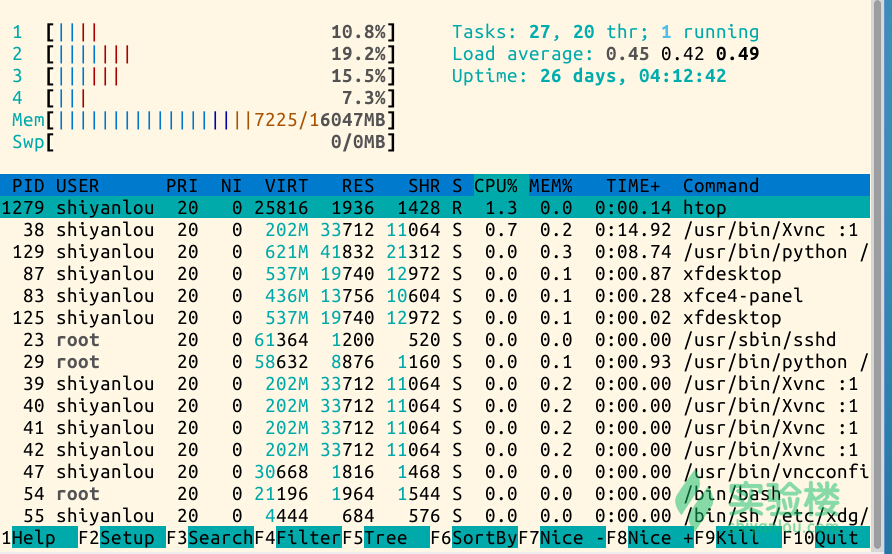 1 [|||| 10.8%] Tasks: 27, 20 thr; 1 running
2 [||||||| 19.2%] Load average: 0.45 0.42 0.49
3 [|||||| 15.5%] Uptime: 26 days, 04:12:42
4 [||| 7.3%]
Mem[||||||||||||||||||7225/16047MB]
Swp[ 0/0MB]
PID USER PRI NI VIRT RES SHR S CPU% MEM% TIME+ Command
1279 shiyanlou 20 0 25816 1936 1428 R 1.3 0.0 0:00.14 htop
38 shiyanlou 20 0 202M 33712 11064 S 0.7 0.2 0:14.92 /usr/bin/Xvnc :1
129 shiyanlou 20 0 621M 41832 21312 S 0.0 0.3 0:08.74 /usr/bin/python /
87 shiyanlou 20 0 537M 19740 12972 S 0.0 0.1 0:00.87 xfdesktop
83 shiyanlou 20 0 436M 13756 10604 S 0.0 0.1 0:00.28 xfce4-panel
125 shiyanlou 20 0 537M 19740 12972 S 0.0 0.1 0:00.02 xfdesktop
23 root 20 0 61364 1200 520 S 0.0 0.0 0:00.00 /usr/sbin/sshd
29 root 20 0 58632 8876 1160 S 0.0 0.1 0:00.93 /usr/bin/python /
39 shiyanlou 20 0 202M 33712 11064 S 0.0 0.2 0:00.00 /usr/bin/Xvnc :1
40 shiyanlou 20 0 202M 33712 11064 S 0.0 0.2 0:00.00 /usr/bin/Xvnc :1
41 shiyanlou 20 0 202M 33712 11064 S 0.0 0.2 0:00.00 /usr/bin/Xvnc :1
42 shiyanlou 20 0 202M 33712 11064 S 0.0 0.2 0:00.00 /usr/bin/Xvnc :1
47 shiyanlou 20 0 30668 1816 1468 S 0.0 0.0 0:00.00 /usr/bin/vncconfi
54 root 20 0 21196 1964 1544 S 0.0 0.0 0:00.00 /bin/bash
55 shiyanlou 20 0 4444 684 576 S 0.0 0.0 0:00.00 /bin/sh /etc/xdg/
实验楼
shiyanlou.com
1Help F2Setup F3SearchF4FilterF5Tree F6SortByF7Nice -F8Nice +F9Kill F10Quit